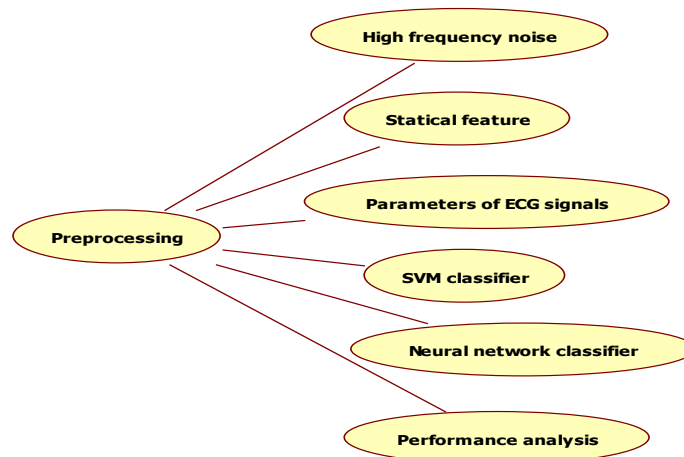 High frequency noise
Statical feature
Parameters of ECG signals
Preprocessing
SVM classifier
Neural network classifier
Performance analysis